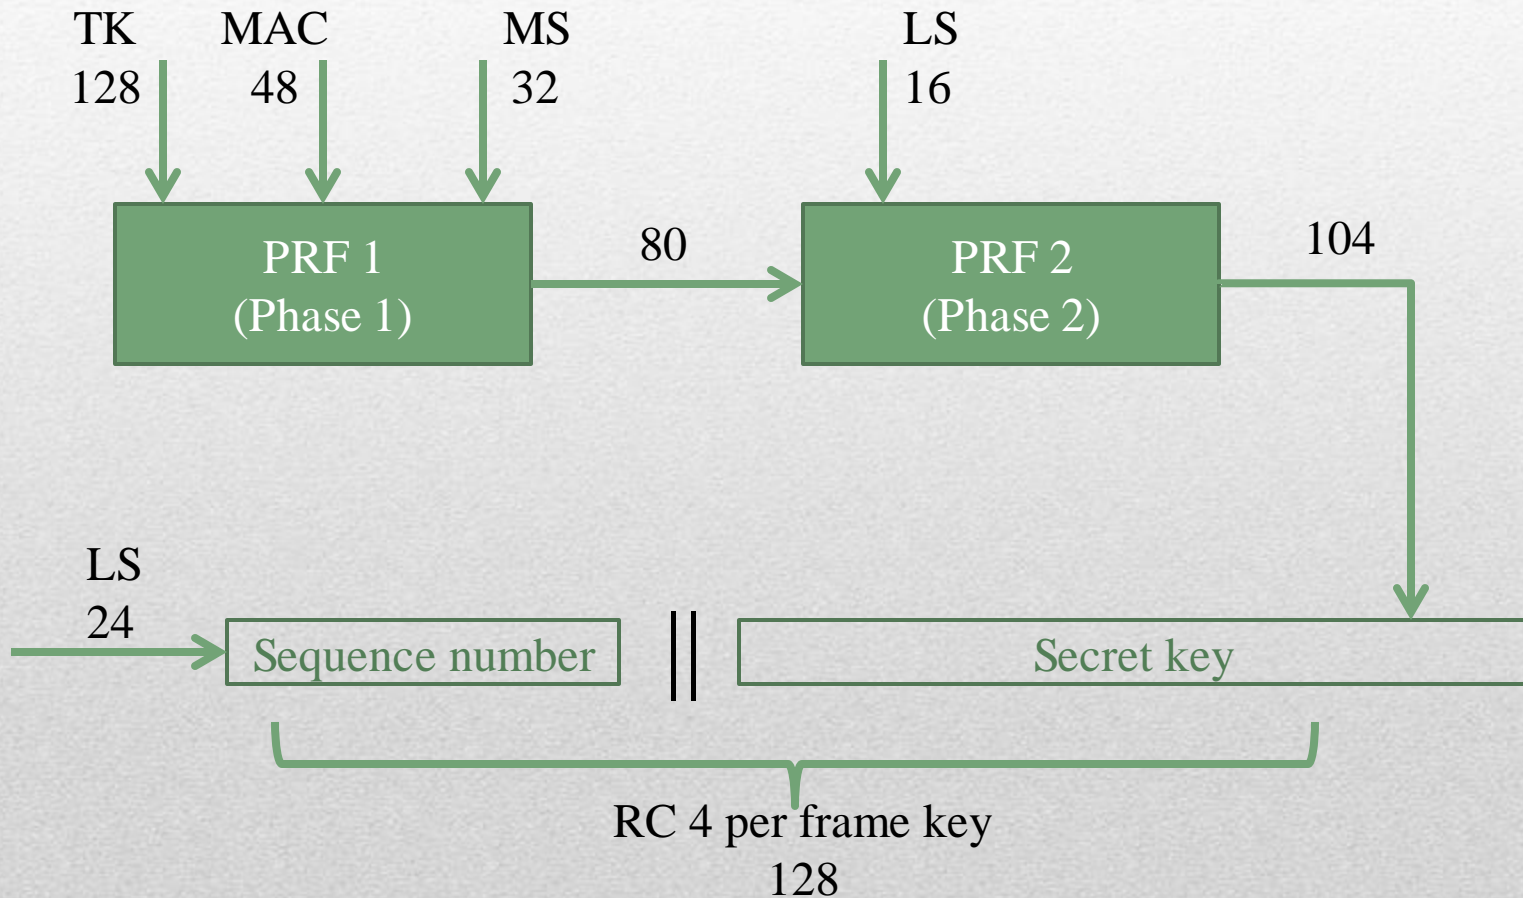 TK
128
MAC
48
MS
32
LS
16
PRF 1
(Phase 1)
80
PRF 2
(Phase 2)
104
LS
24
Sequence number
Secret key
RC 4 per frame key
128